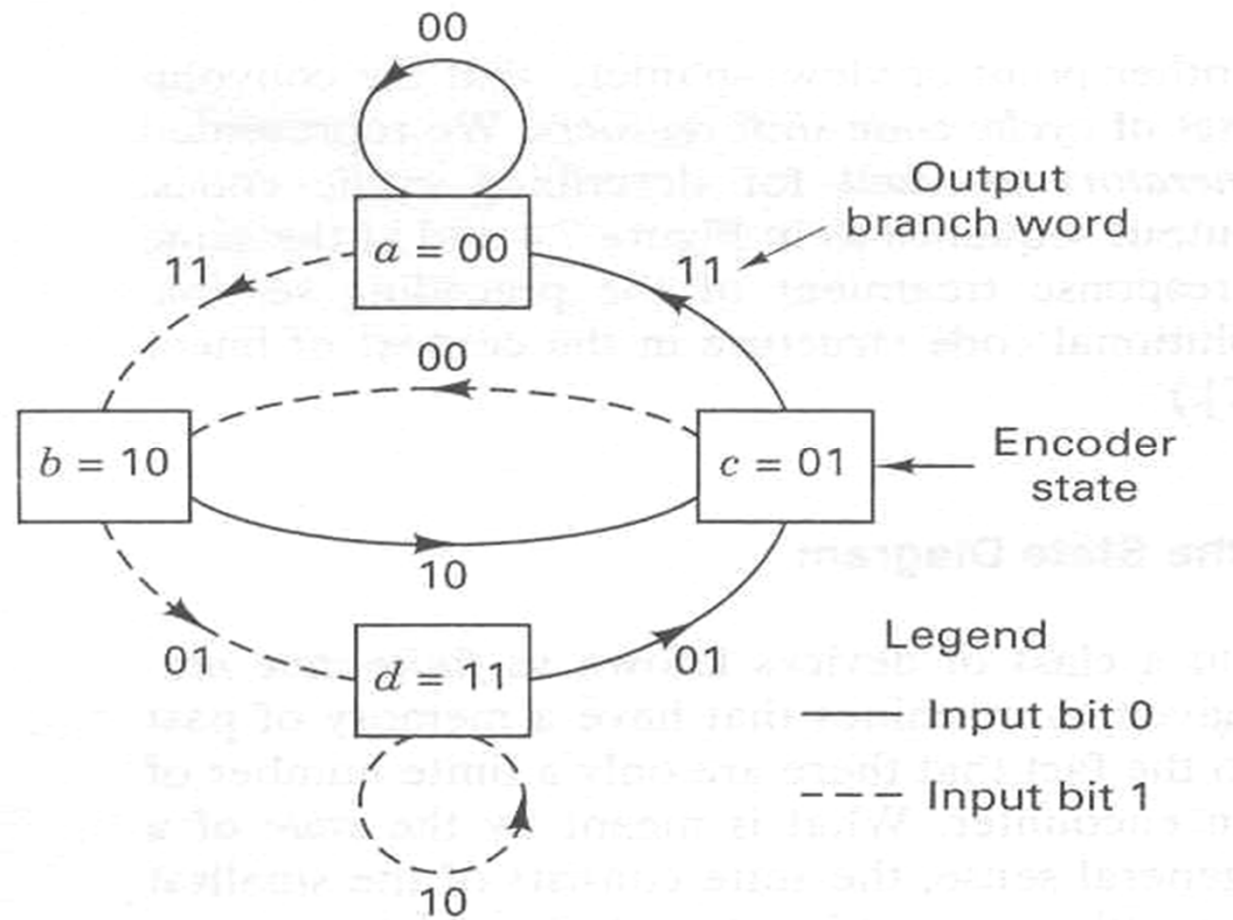 00
a = 00
Output
branch word
11
11
00
b = 10
c = 01
Encoder
state
10
01
d = 11
01
Legend
Input bit 0
Input bit 1
10